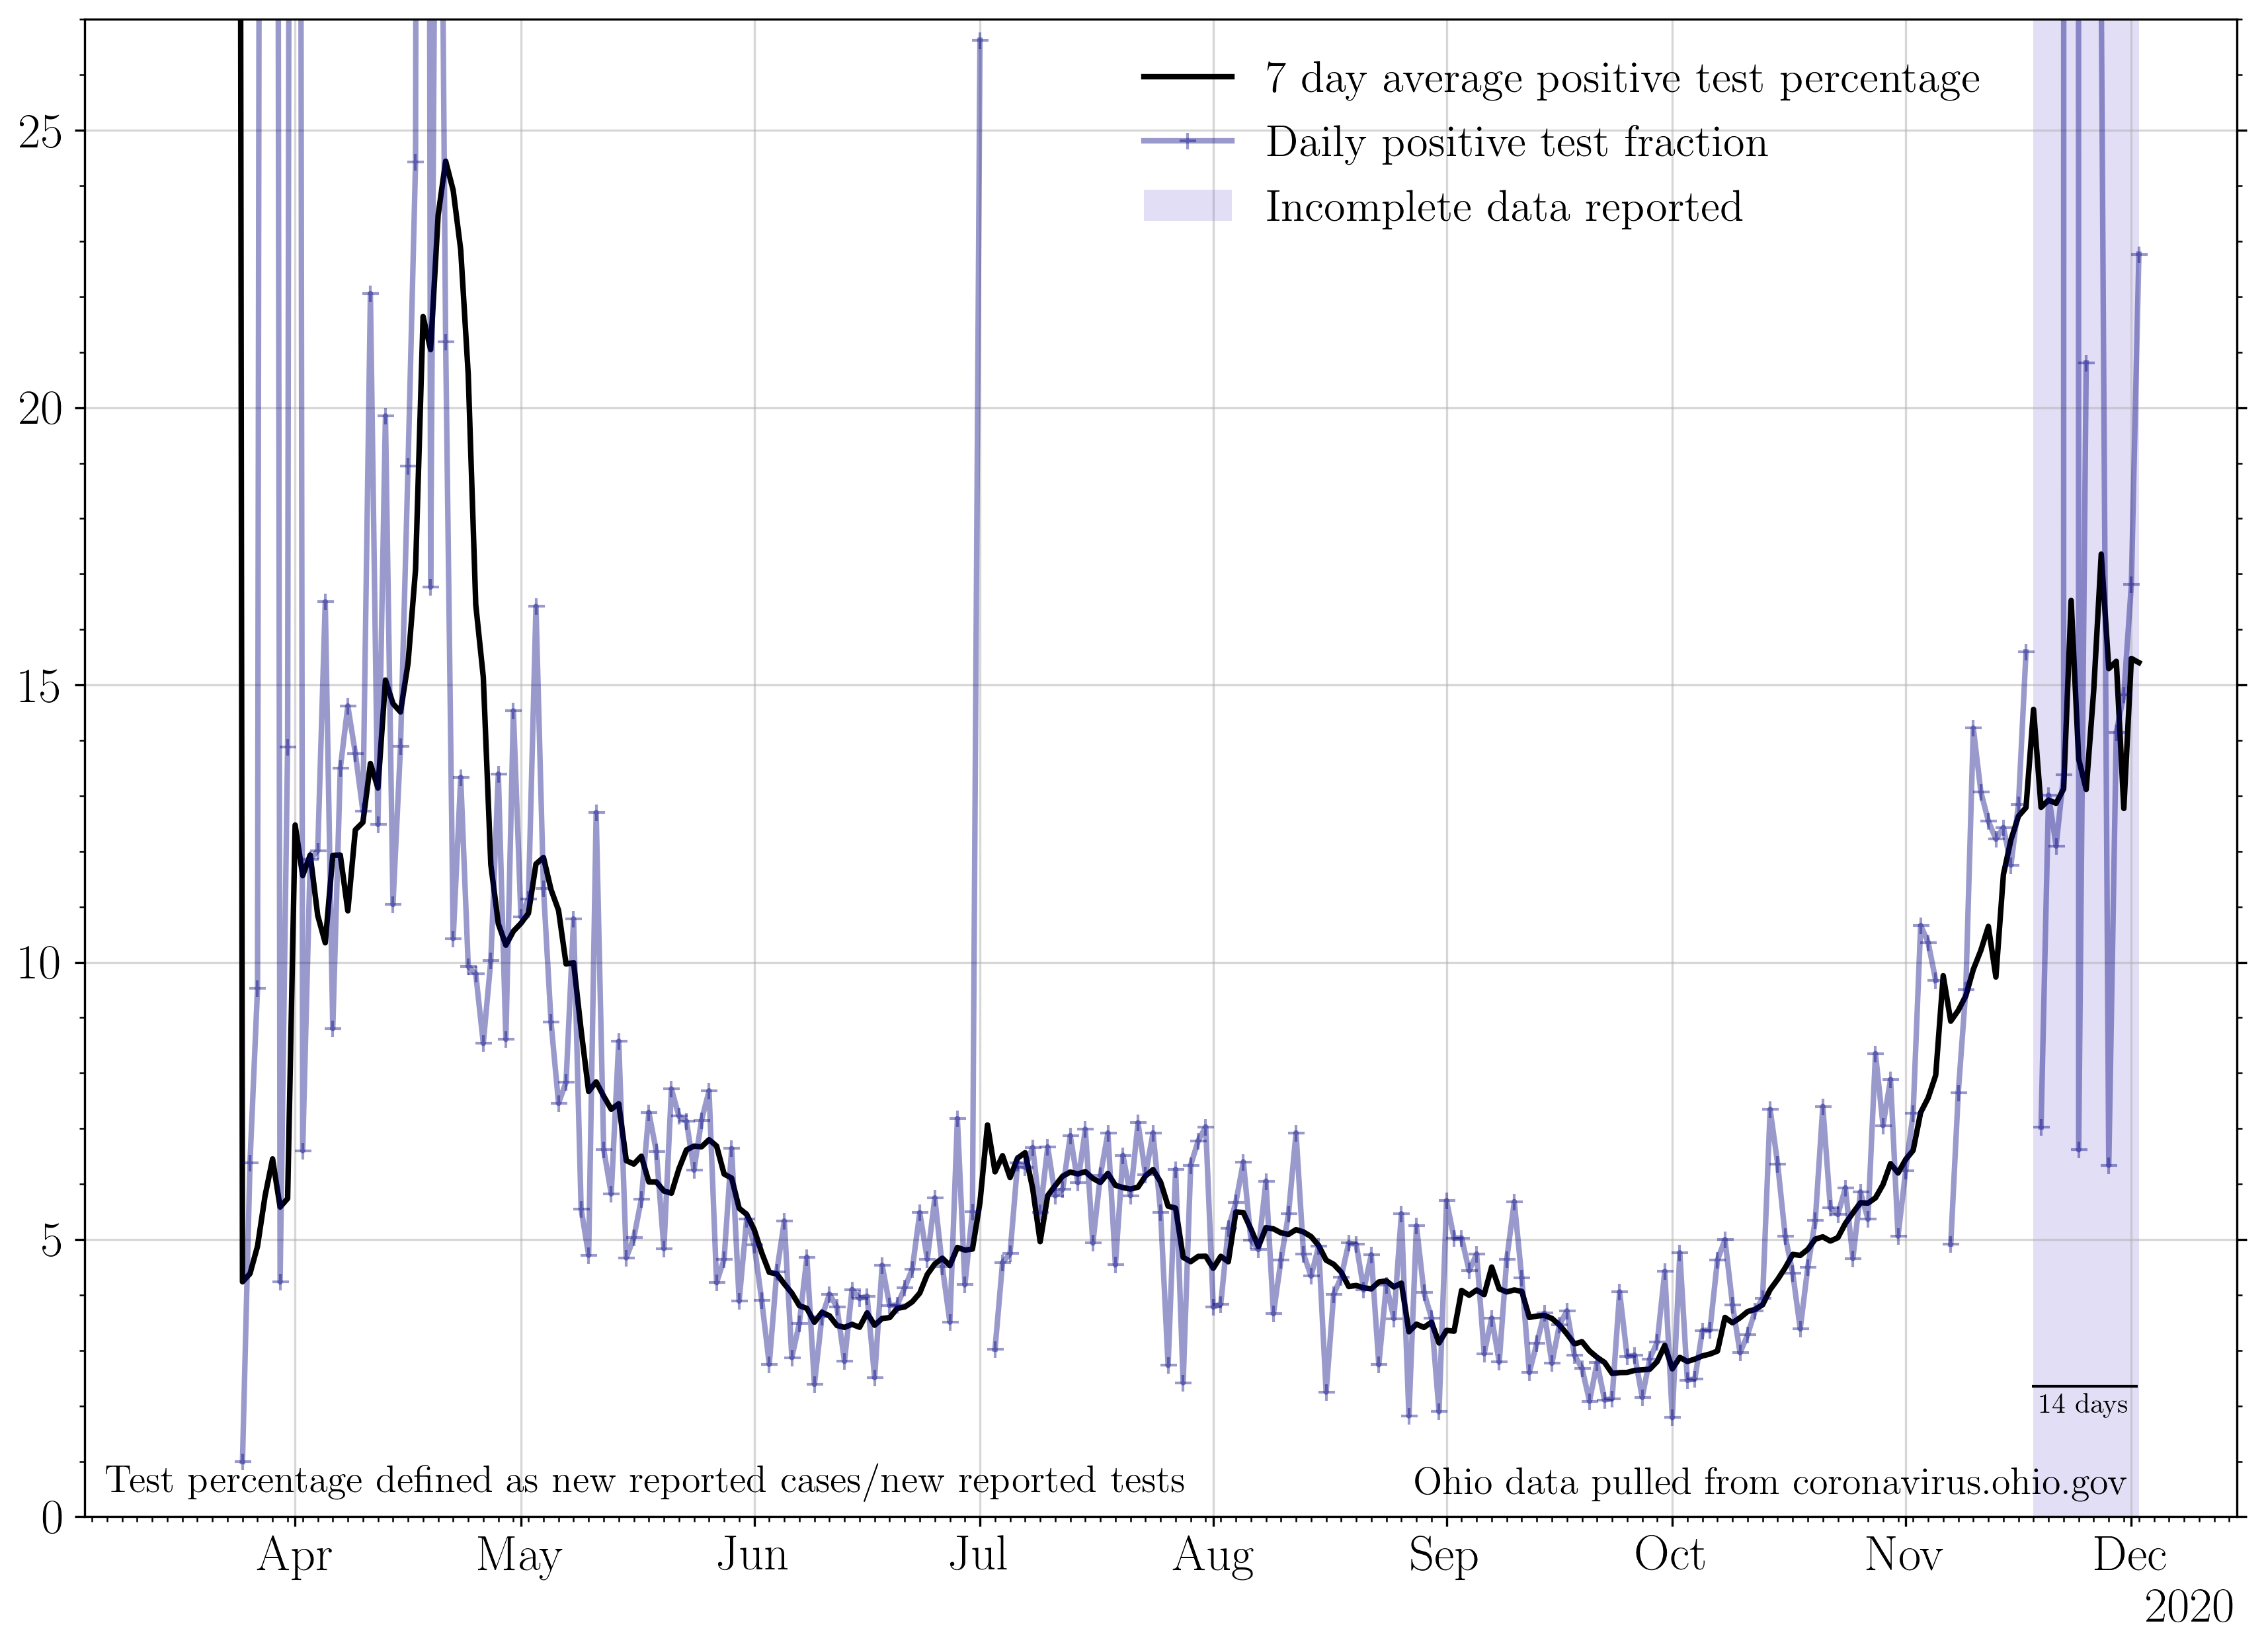 7 day average positive test percentage
Daily positive test fraction
Incomplete data reported
25
20
15
10
5
0
14 days
Test percentage defined as new reported cases/new reported tests
Ohio data pulled from coronavirus.ohio.gov
Apr May Jun Jul Aug Sep Oct Nov Dec
2020